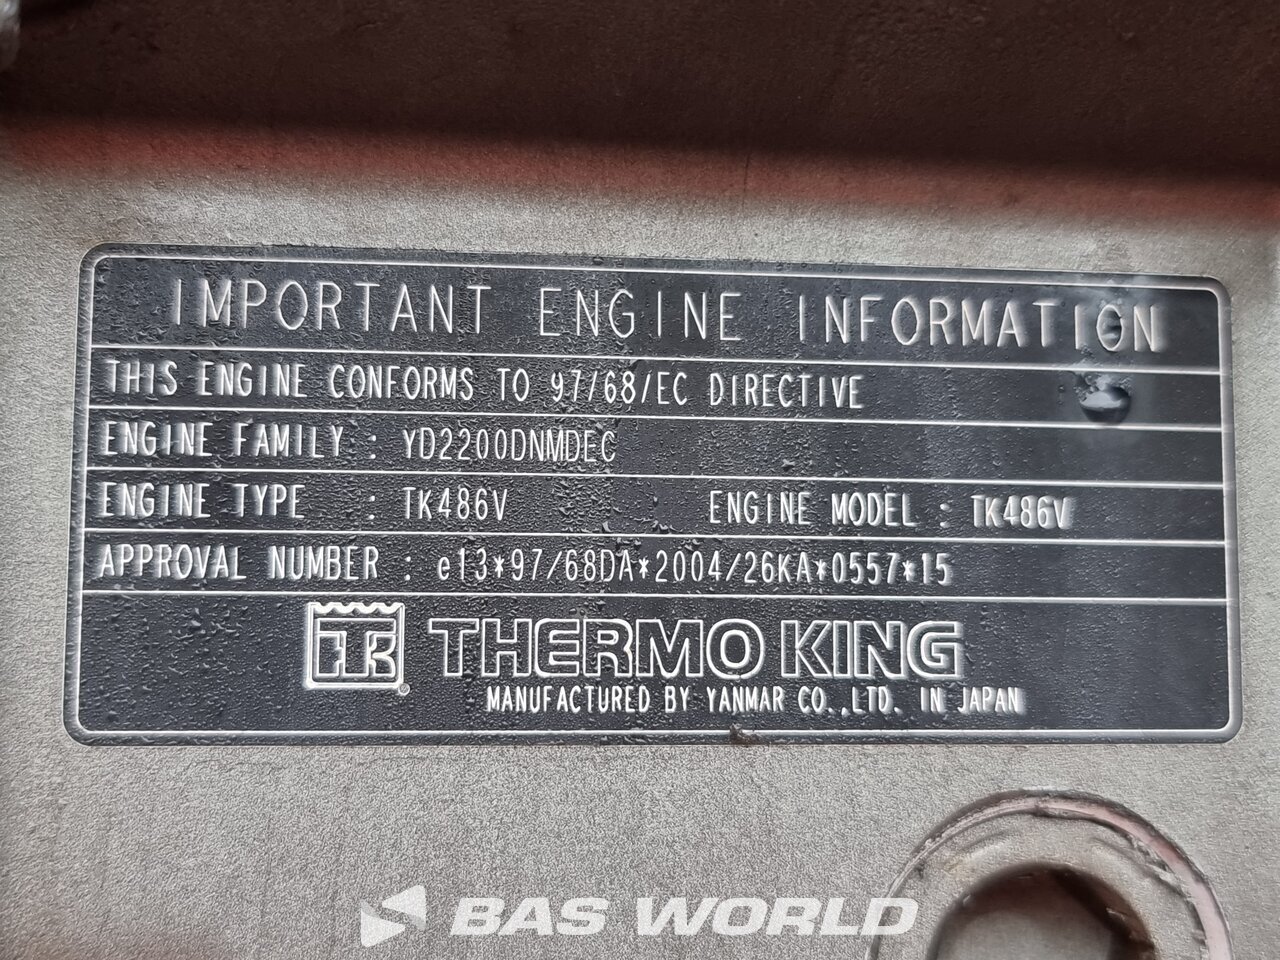 IMPORTANT ENGINE INFORMATION
THIS ENGINE CONFORMS TO 97/68/EC DIRECTIVE
ENGINE FAMILY : YD2200DNMDEC
ENGINE TYPE : TK486V ENGINE MODEL : TK486V
APPROVAL NUMBER : e13*97/68DA*2004/26KA*0557*15
TK® THERMO KING
MANUFACTURED BY YANMAR CO.,LTD. IN JAPAN
BAS WORLD